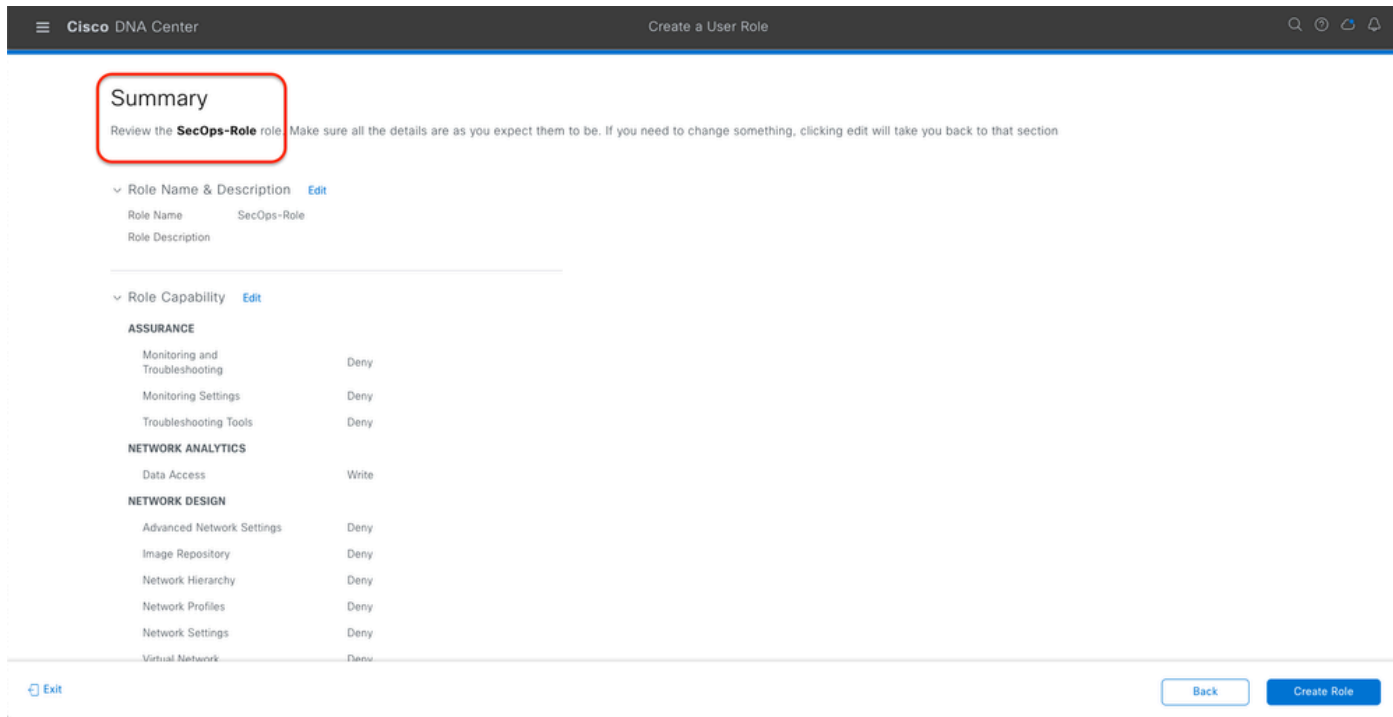 Cisco DNA Center
Create a User Role
Summary
Review the SecOps-Role role. Make sure all the details are as you expect them to be. If you need to change something, clicking edit will take you back to that section
Role Name & Description Edit
Role Name SecOps-Role
Role Description
Role Capability Edit
ASSURANCE
Monitoring and
Troubleshooting Deny
Monitoring Settings Deny
Troubleshooting Tools Deny
NETWORK ANALYTICS
Data Access Write
NETWORK DESIGN
Advanced Network Settings Deny
Image Repository Deny
Network Hierarchy Deny
Network Profiles Deny
Network Settings Deny
Virtual Network Deny
Exit
Back
Create Role